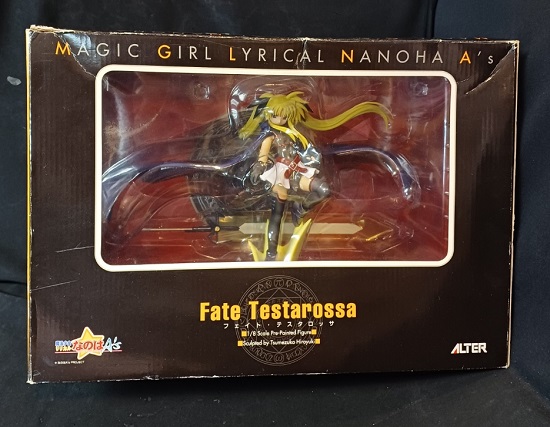 MAGIC GIRL LYRICAL NANOHA A's
Fate Testarossa
フェイト・テスタロッサ
■1/8 Scale Pre-Painted Figure■
■Sculpted by Tsumezuka Hiroyuki■
なのはA's
ALTER